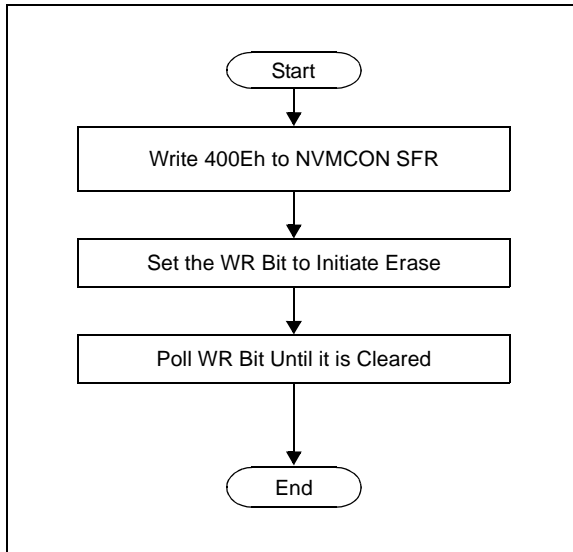 Start
Write 400Eh to NVMCON SFR
Set the WR Bit to Initiate Erase
Poll WR Bit Until it is Cleared
End